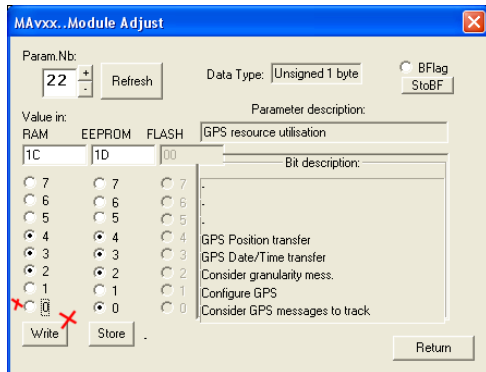 MAvxx..Module Adjust
Param.Nb:
22 + - Refresh Data Type: Unsigned 1 byte BFlag
StoBF
Value in: Parameter description:
RAM EEPROM FLASH GPS resource utilisation
1C 1D 00 Bit description:
7 7 7 -
6 6 6 -
5 5 5 -
4 4 4 GPS Position transfer
3 3 3 GPS Date/Time transfer
2 2 2 Consider granularity mess.
1 1 1 Configure GPS
0 0 0 Consider GPS messages to track
Write Store .
Return